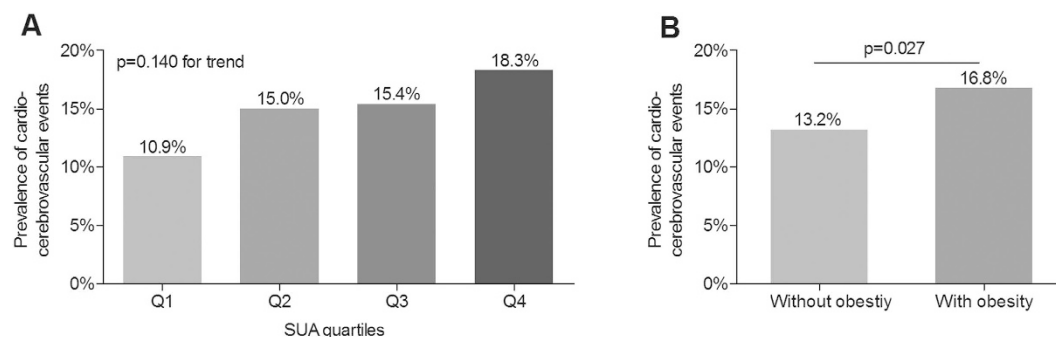 A
Prevalence of cardio-
cerebrovascular events
20%
15%
10%
5%
0%
p=0.140 for trend
10.9%
15.0%
15.4%
18.3%
Q1
Q2
Q3
Q4
SUA quartiles
B
Prevalence of cardio-
cerebrovascular events
20%
15%
10%
5%
0%
p=0.027
13.2%
16.8%
Without obestiy
With obesity